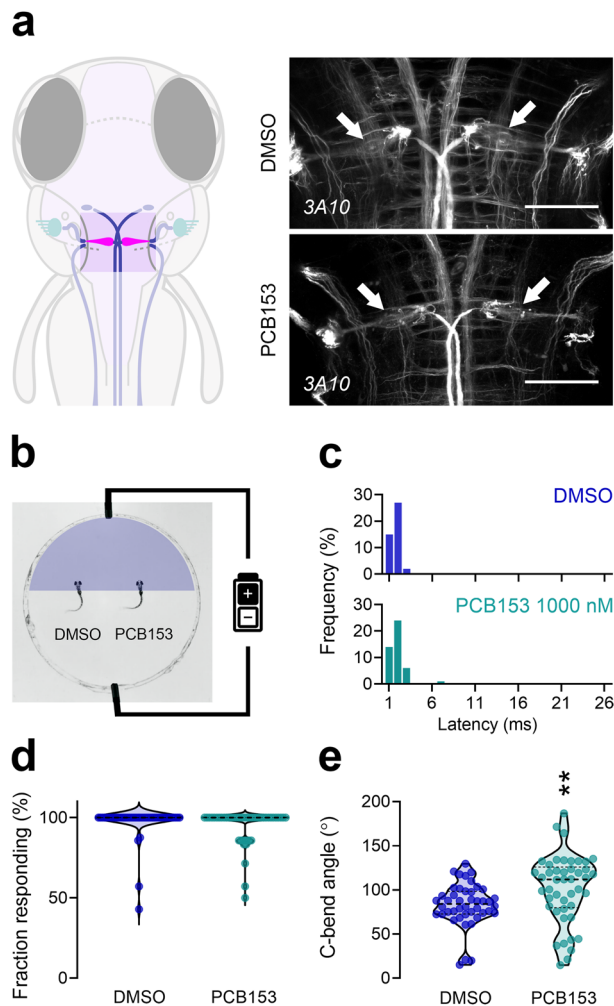 a
DMSO
3A10
PCB153
3A10
b
DMSO
PCB153
+
−
c
DMSO
Frequency (%)
30
20
10
0
PCB153 1000 nM
30
20
10
0
1 6 11 16 21 26
Latency (ms)
d
Fraction responding (%)
100
50
0
DMSO PCB153
e
**
C-bend angle (°)
200
150
100
50
0
DMSO PCB153